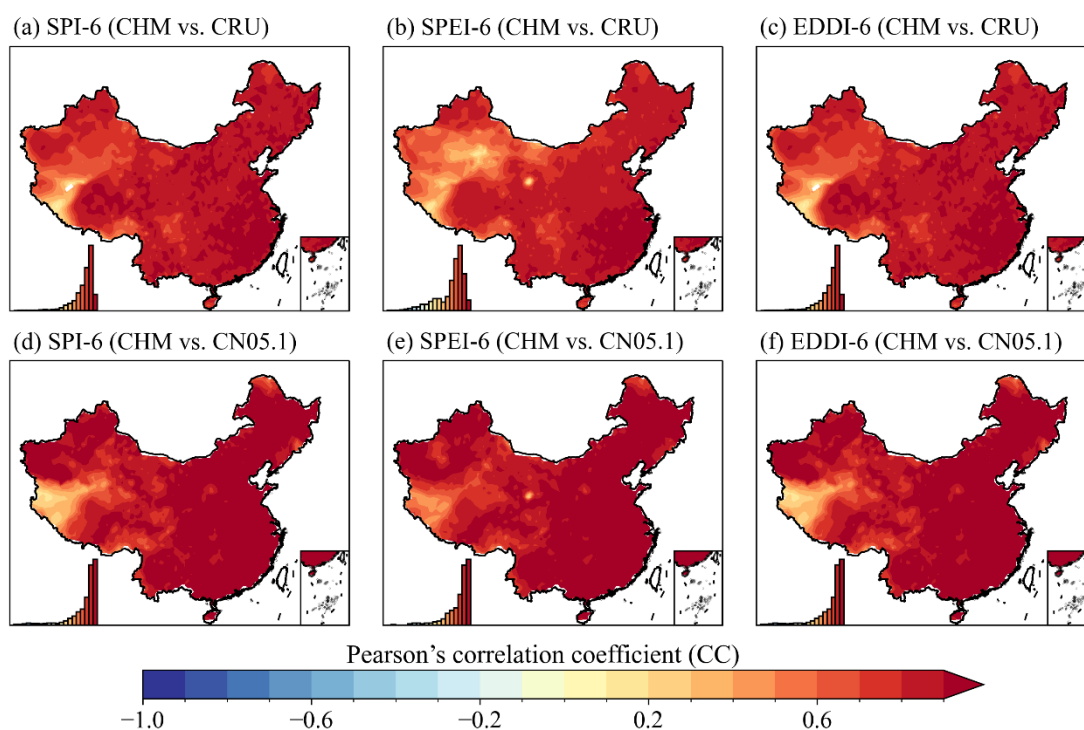 (a) SPI-6 (CHM vs. CRU)
(b) SPEI-6 (CHM vs. CRU)
(c) EDDI-6 (CHM vs. CRU)
(d) SPI-6 (CHM vs. CN05.1)
(e) SPEI-6 (CHM vs. CN05.1)
(f) EDDI-6 (CHM vs. CN05.1)
Pearson’s correlation coefficient (CC)
−1.0 −0.6 −0.2 0.2 0.6